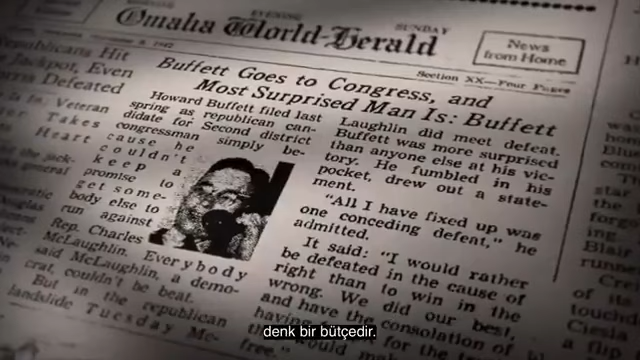 EVENING
SUNDAY
Omaha World-Herald
News
from Home
Section XX—Four Pages
Republicans Hit
Jackpot, Even
Defeated
Buffett Goes to Congress, and
Most Surprised Man Is: Buffett
Howard Buffett filed last
spring as republican can-
didate for Second district
congressman simply be-
cause he
couldn't
keep a
promise to
get some-
body else to
run against
Rep. Charles
McLaughlin. Everybody
said McLaughlin, a demo-
crat, couldn't be beat.
But in the republican
landslide Tuesday Mc-
Laughlin did meet defeat.
Buffett was more surprised
than anyone else at his vic-
tory. He fumbled in his
pocket, drew out a state-
ment.
"All I have fixed up was
one conceding defeat," he
admitted.
It said: "I would rather
be defeated in the cause of
right than to win in the
wrong. We did our best,
and have the consolation of
having
free."
Veteran
Takes
Heart
denk bir bütçedir.